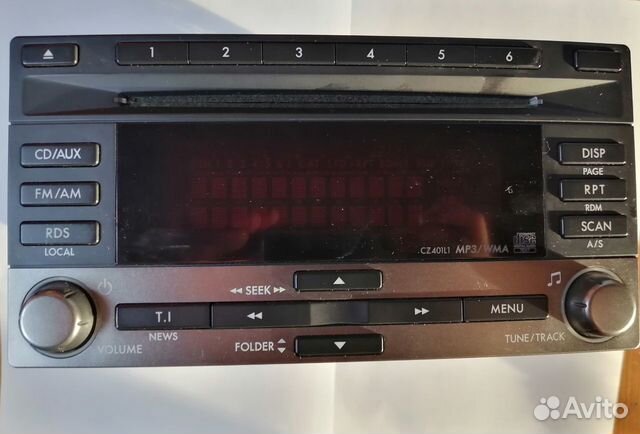 1 2 3 4 5 6
CD/AUX
DISP
PAGE
FM/AM
RPT
RDM
RDS
LOCAL
SCAN
A/S
CZ401L1 MP3/WMA
SEEK
T.I
NEWS
MENU
VOLUME
FOLDER
TUNE/TRACK
Avito